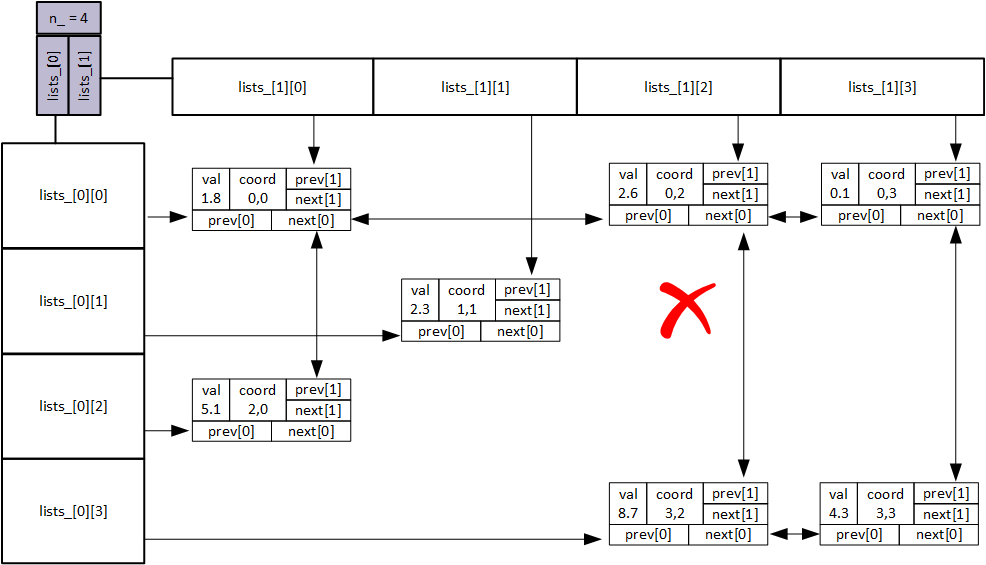 n_ = 4
lists_[0]
lists_[1]
lists_[1][0]
lists_[1][1]
lists_[1][2]
lists_[1][3]
lists_[0][0]
val
1.8
coord
0,0
prev[1]
next[1]
prev[0]
next[0]
val
2.6
coord
0,2
prev[1]
next[1]
prev[0]
next[0]
val
0.1
coord
0,3
prev[1]
next[1]
prev[0]
next[0]
lists_[0][1]
val
2.3
coord
1,1
prev[1]
next[1]
prev[0]
next[0]
lists_[0][2]
val
5.1
coord
2,0
prev[1]
next[1]
prev[0]
next[0]
lists_[0][3]
val
8.7
coord
3,2
prev[1]
next[1]
prev[0]
next[0]
val
4.3
coord
3,3
prev[1]
next[1]
prev[0]
next[0]